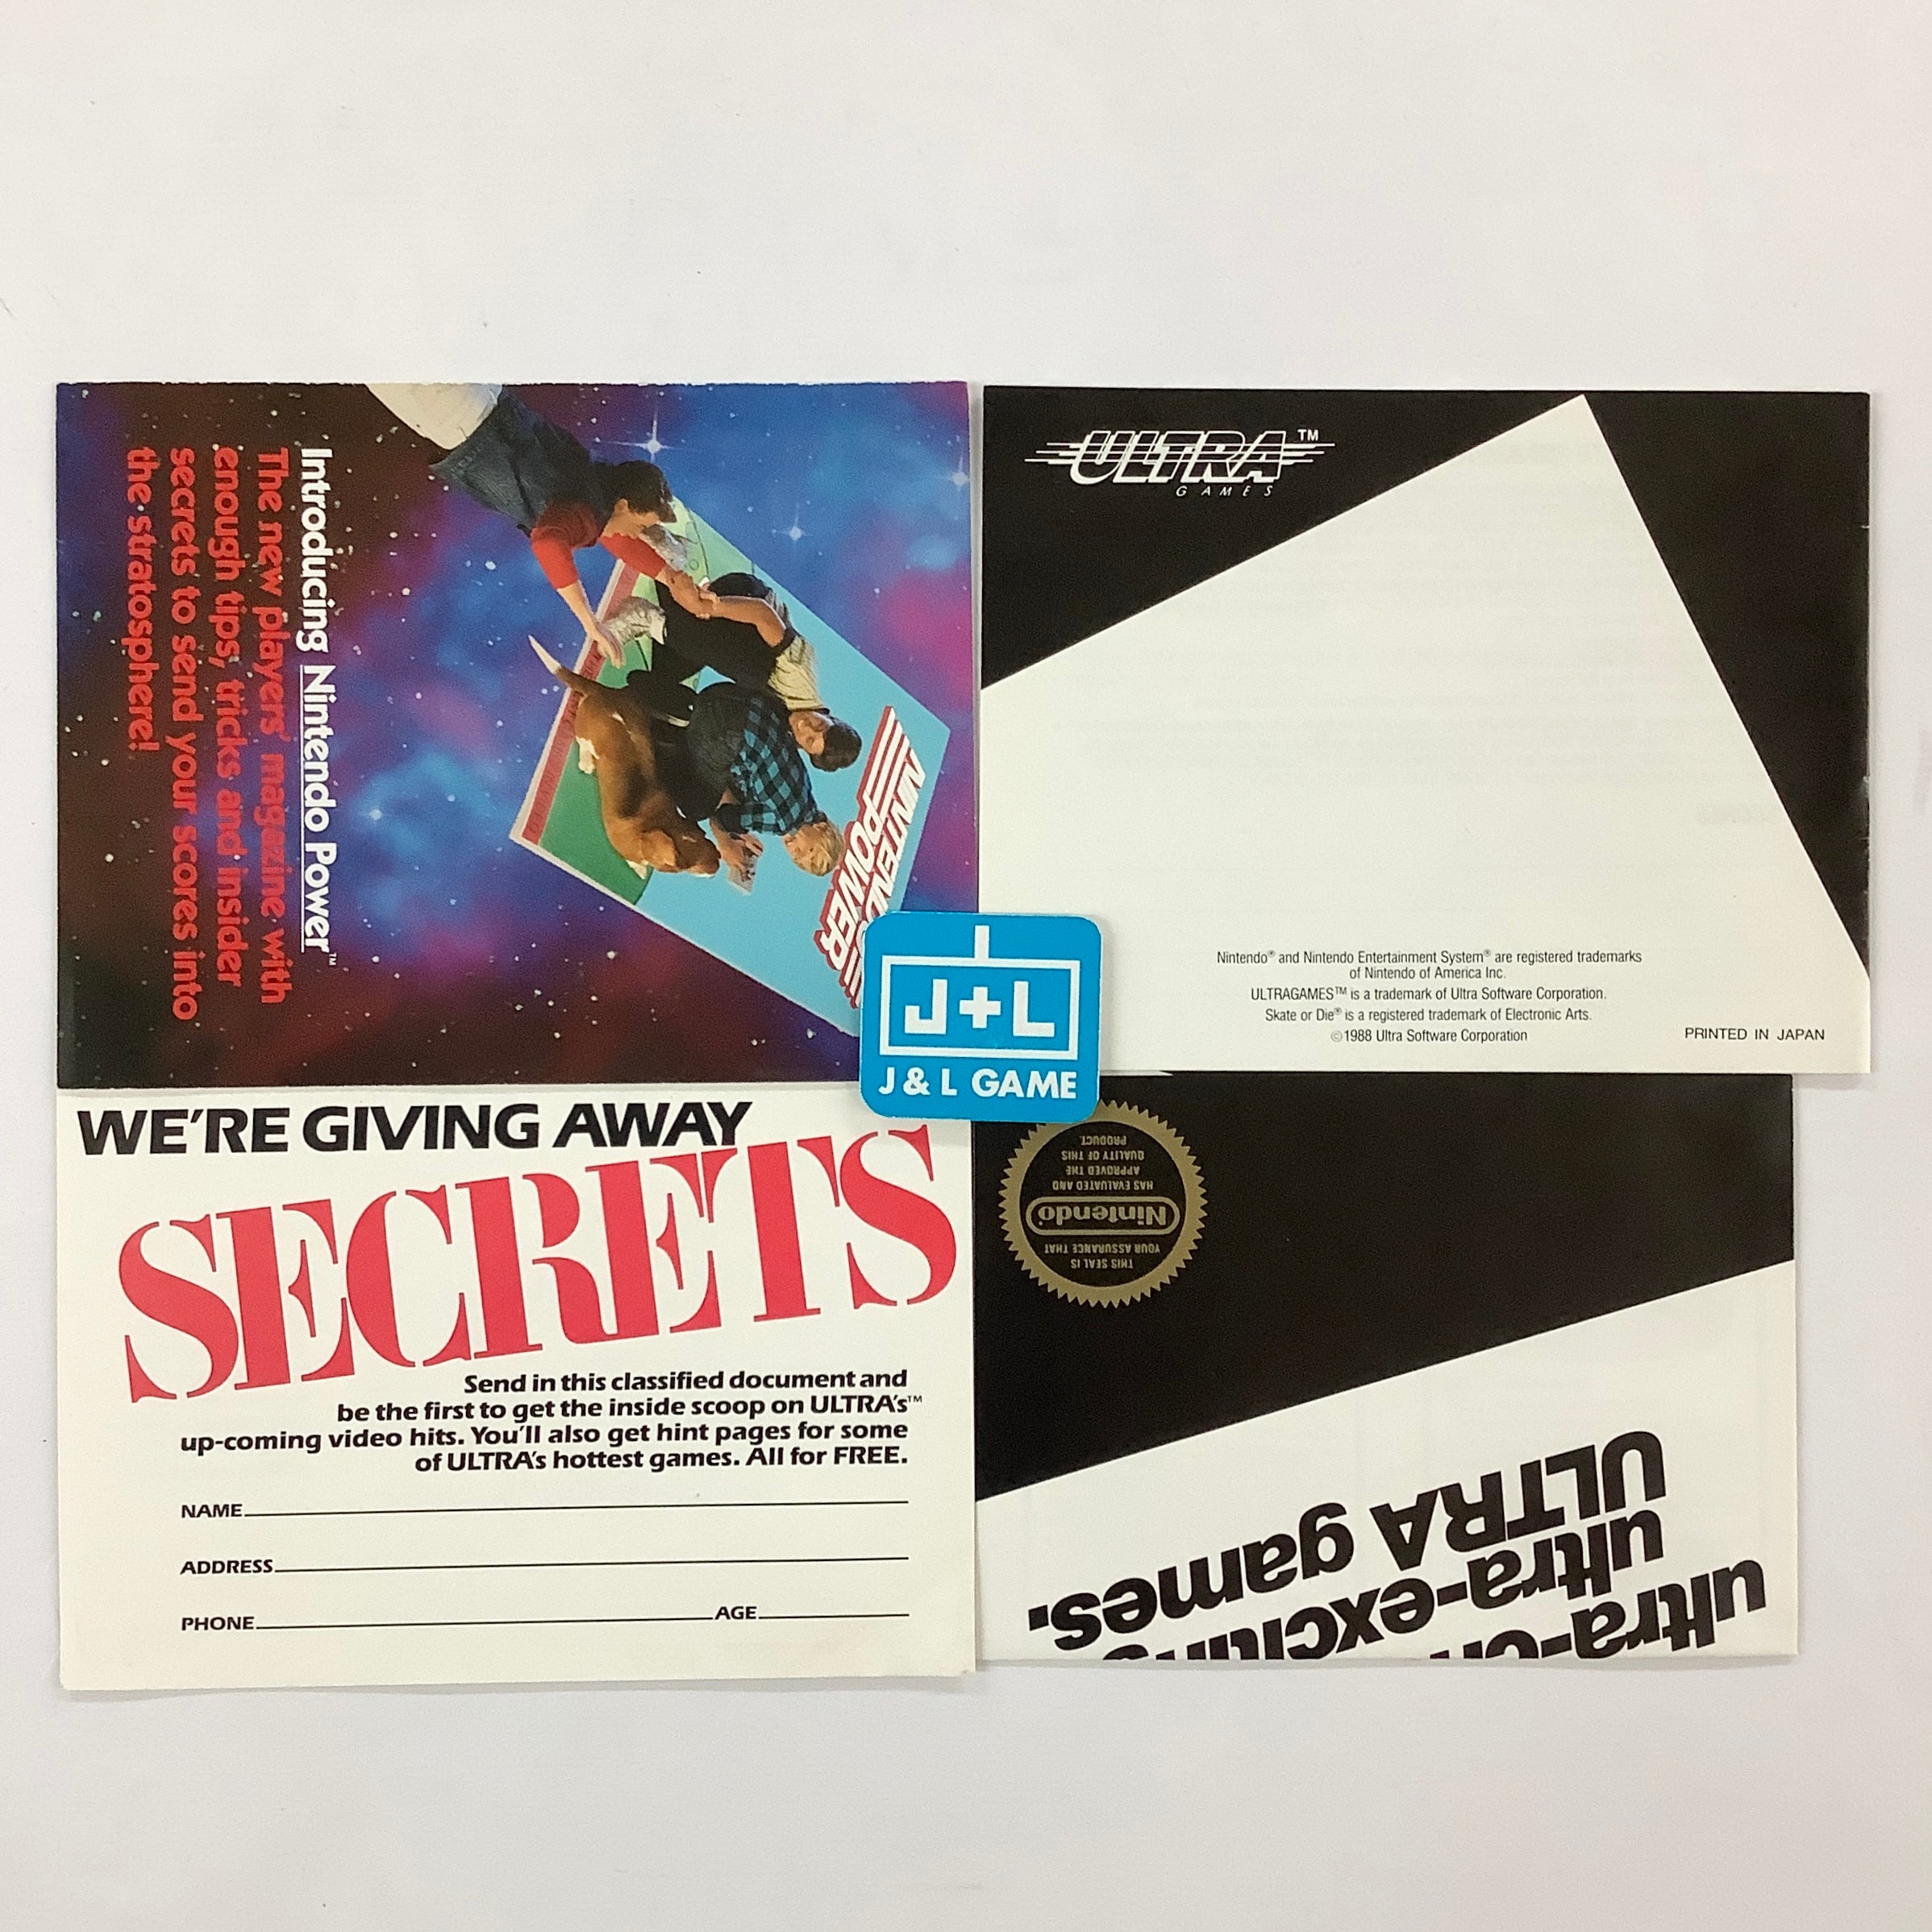 Introducing Nintendo Power™
The new players' magazine with
enough tips, tricks and insider
secrets to send your scores into
the stratosphere!
NINTENDO
POWER
ULTRA™
GAMES
Nintendo® and Nintendo Entertainment System® are registered trademarks
of Nintendo of America Inc.
ULTRAGAMES™ is a trademark of Ultra Software Corporation.
Skate or Die® is a registered trademark of Electronic Arts.
©1988 Ultra Software Corporation
PRINTED IN JAPAN
J+L
J & L GAME
WE'RE GIVING AWAY
SECRETS
Send in this classified document and
be the first to get the inside scoop on ULTRA's™
up-coming video hits. You'll also get hint pages for some
of ULTRA's hottest games. All for FREE.
NAME
ADDRESS
PHONE AGE
ultra-exciting
ULTRA games.
THIS SEAL IS
YOUR ASSURANCE THAT
Nintendo
HAS EVALUATED AND
APPROVED THE
QUALITY OF THIS
PRODUCT.